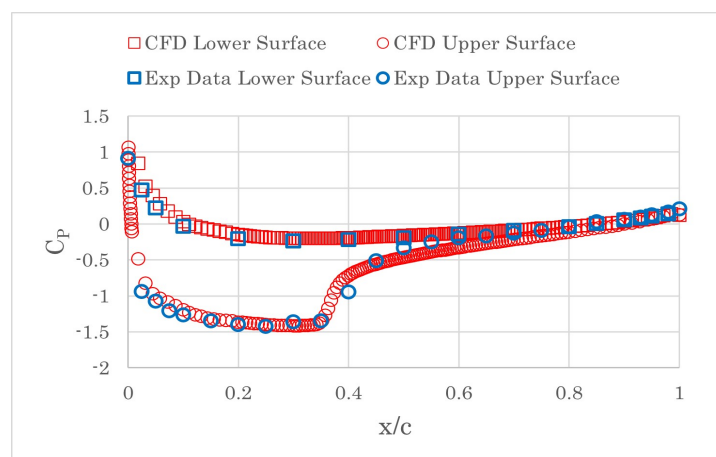 CFD Lower Surface CFD Upper Surface
Exp Data Lower Surface Exp Data Upper Surface
1.5
1
0.5
0
-0.5
-1
-1.5
-2
C_P
0 0.2 0.4 0.6 0.8 1
x/c